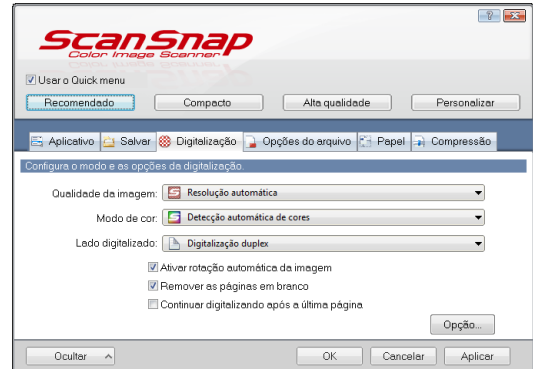 ScanSnap
Color Image Scanner
Usar o Quick menu
Recomendado Compacto Alta qualidade Personalizar
Aplicativo Salvar Digitalização Opções do arquivo Papel Compressão
Configura o modo e as opções da digitalização.
Qualidade da imagem: Resolução automática
Modo de cor: Detecção automática de cores
Lado digitalizado: Digitalização duplex
Ativar rotação automática da imagem
Remover as páginas em branco
Continuar digitalizando após a última página
Opção...
Ocultar OK Cancelar Aplicar